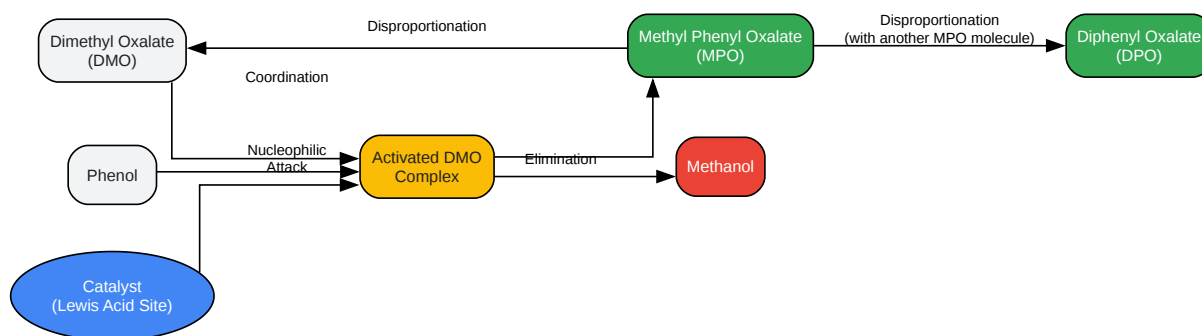 Disproportionation
Disproportionation
(with another MPO molecule)
Dimethyl Oxalate
(DMO)
Methyl Phenyl Oxalate
(MPO)
Diphenyl Oxalate
(DPO)
Coordination
Nucleophilic
Attack
Phenol
Activated DMO
Complex
Elimination
Methanol
Catalyst
(Lewis Acid Site)